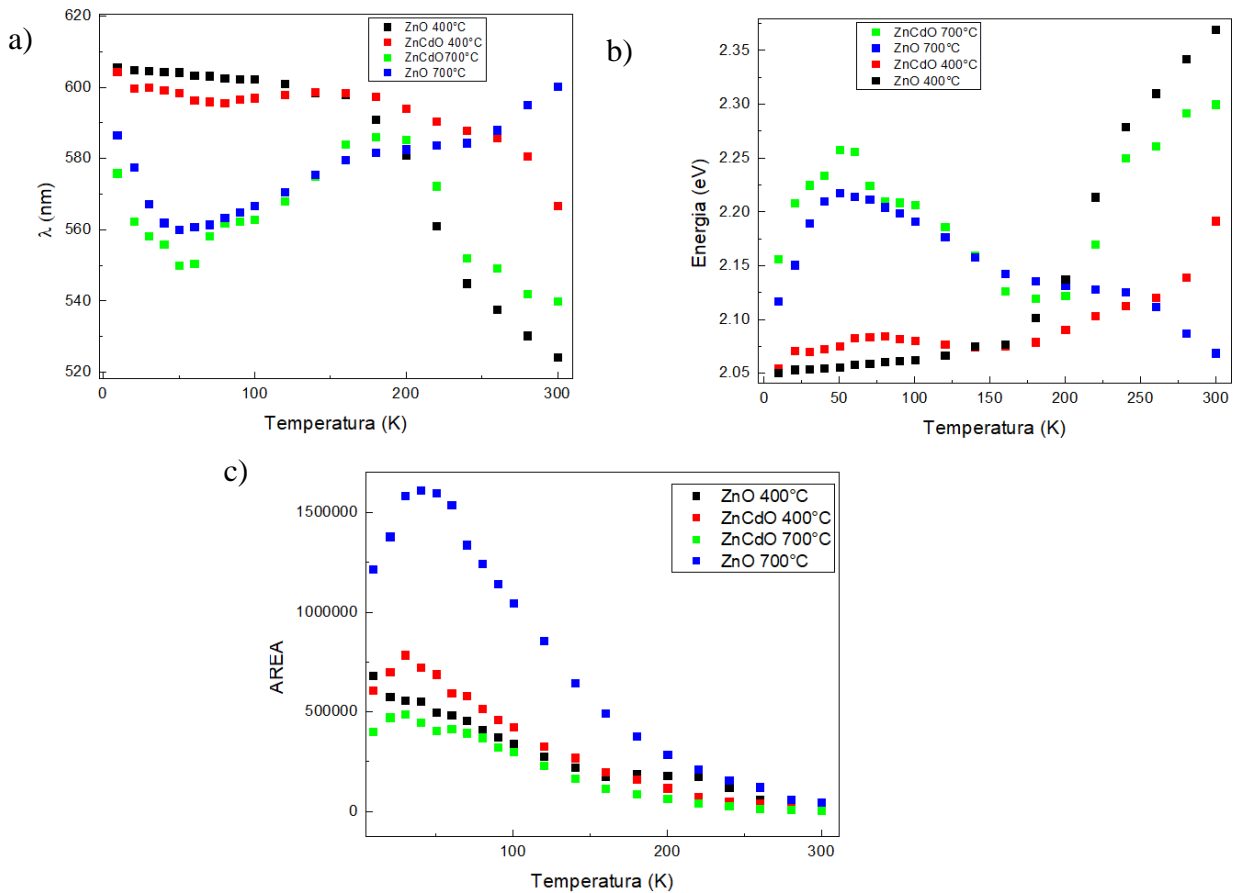 a)
620
600
580
560
540
520
λ (nm)
ZnO 400°C
ZnCdO 400°C
ZnCdO700°C
ZnO 700°C
0
50
100
150
200
250
300
Temperatura (K)
b)
2.35
2.30
2.25
2.20
2.15
2.10
2.05
Energia (eV)
ZnCdO 700°C
ZnO 700°C
ZnCdO 400°C
ZnO 400°C
0
50
100
150
200
250
300
Temperatura (K)
c)
1500000
1000000
500000
0
AREA
ZnO 400°C
ZnCdO 400°C
ZnCdO 700°C
ZnO 700°C
100
200
300
Temperatura (K)